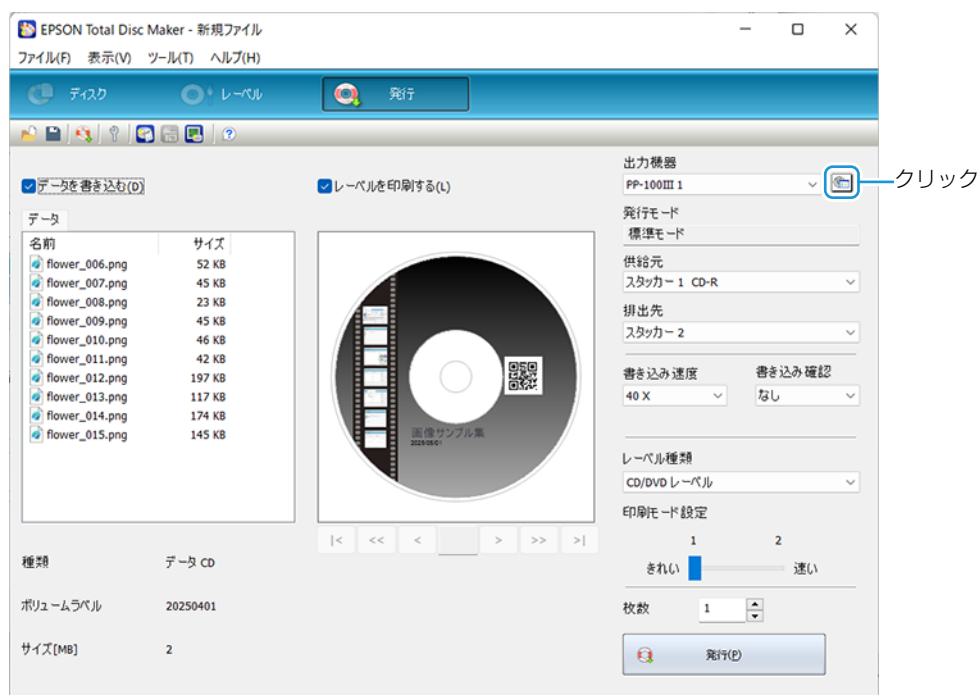 EPSON Total Disc Maker - 新規ファイル
ファイル(F) 表示(V) ツール(T) ヘルプ(H)
ディスク レーベル 発行
データを書き込む(D)
データ
名前 サイズ
flower_006.png 52 KB
flower_007.png 45 KB
flower_008.png 23 KB
flower_009.png 45 KB
flower_010.png 46 KB
flower_011.png 42 KB
flower_012.png 197 KB
flower_013.png 117 KB
flower_014.png 174 KB
flower_015.png 145 KB
種類 データ CD
ボリュームラベル 20250401
サイズ[MB] 2
レーベルを印刷する(L)
画像サンプル集
2025/05/01
|< << < > >> >|
出力機器
PP-100III 1
クリック
発行モード
標準モード
供給元
スタッカー 1 CD-R
排出先
スタッカー 2
書き込み速度 書き込み確認
40 X なし
レーベル種類
CD/DVD レーベル
印刷モード設定
1 2
きれい 速い
枚数 1
発行(P)